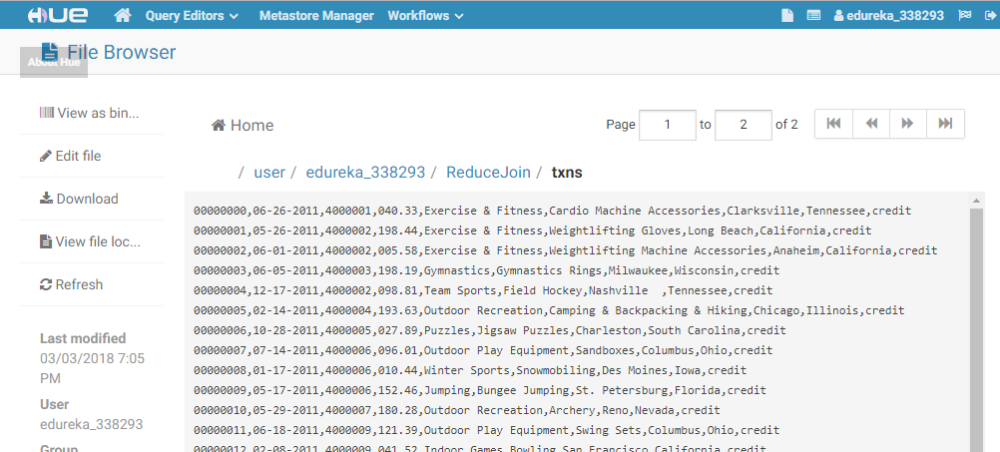 HUE Query Editors Metastore Manager Workflows edureka_338293
File Browser
About Hue
View as bin...
Edit file
Download
View file loc...
Refresh
Last modified
03/03/2018 7:05
PM
User
edureka_338293
Group
Home
Page 1 to 2 of 2
/ user / edureka_338293 / ReduceJoin / txns
00000000,06-26-2011,4000001,040.33,Exercise & Fitness,Cardio Machine Accessories,Clarksville,Tennessee,credit
00000001,05-26-2011,4000002,198.44,Exercise & Fitness,Weightlifting Gloves,Long Beach,California,credit
00000002,06-01-2011,4000002,005.58,Exercise & Fitness,Weightlifting Machine Accessories,Anaheim,California,credit
00000003,06-05-2011,4000003,198.19,Gymnastics,Gymnastics Rings,Milwaukee,Wisconsin,credit
00000004,12-17-2011,4000002,098.81,Team Sports,Field Hockey,Nashville  ,Tennessee,credit
00000005,02-14-2011,4000004,193.63,Outdoor Recreation,Camping & Backpacking & Hiking,Chicago,Illinois,credit
00000006,10-28-2011,4000005,027.89,Puzzles,Jigsaw Puzzles,Charleston,South Carolina,credit
00000007,07-14-2011,4000006,096.01,Outdoor Play Equipment,Sandboxes,Columbus,Ohio,credit
00000008,01-17-2011,4000006,010.44,Winter Sports,Snowmobiling,Des Moines,Iowa,credit
00000009,05-17-2011,4000006,152.46,Jumping,Bungee Jumping,St. Petersburg,Florida,credit
00000010,05-29-2011,4000007,180.28,Outdoor Recreation,Archery,Reno,Nevada,credit
00000011,06-18-2011,4000009,121.39,Outdoor Play Equipment,Swing Sets,Columbus,Ohio,credit
00000012,02-08-2011,4000009,041.52,Indoor Games,Bowling,San Francisco,California,credit